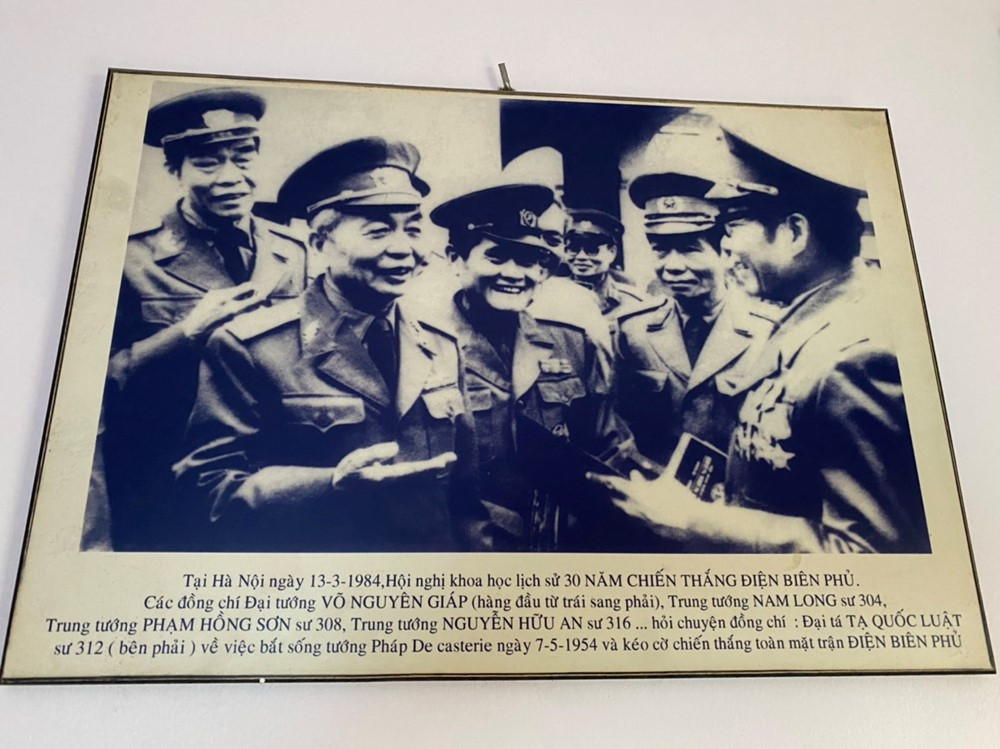 Tại Hà Nội ngày 13-3-1984,Hội nghị khoa học lịch sử 30 NĂM CHIẾN THẮNG ĐIỆN BIÊN PHỦ.
Các đồng chí Đại tướng VÕ NGUYÊN GIÁP (hàng đầu từ trái sang phải), Trung tướng NAM LONG sư 304,
Trung tướng PHẠM HỒNG SƠN sư 308, Trung tướng NGUYỄN HỮU AN sư 316 ... hỏi chuyện đồng chí : Đại tá TẠ QUỐC LUẬT
sư 312 ( bên phải ) về việc bắt sống tướng Pháp De casterie ngày 7-5-1954 và kéo cờ chiến thắng toàn mặt trận ĐIỆN BIÊN PHỦ